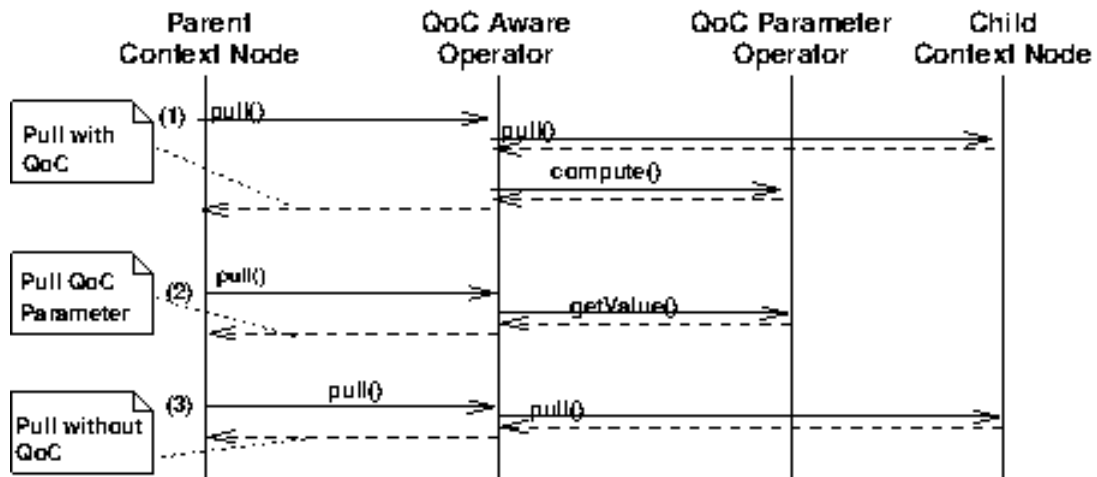 Parent
Context Node
QoC Aware
Operator
QoC Parameter
Operator
Child
Context Node
Pull with
QoC
(1)
pull()
pull()
compute()
Pull QoC
Parameter
(2)
pull()
getValue()
Pull without
QoC
(3)
pull()
pull()